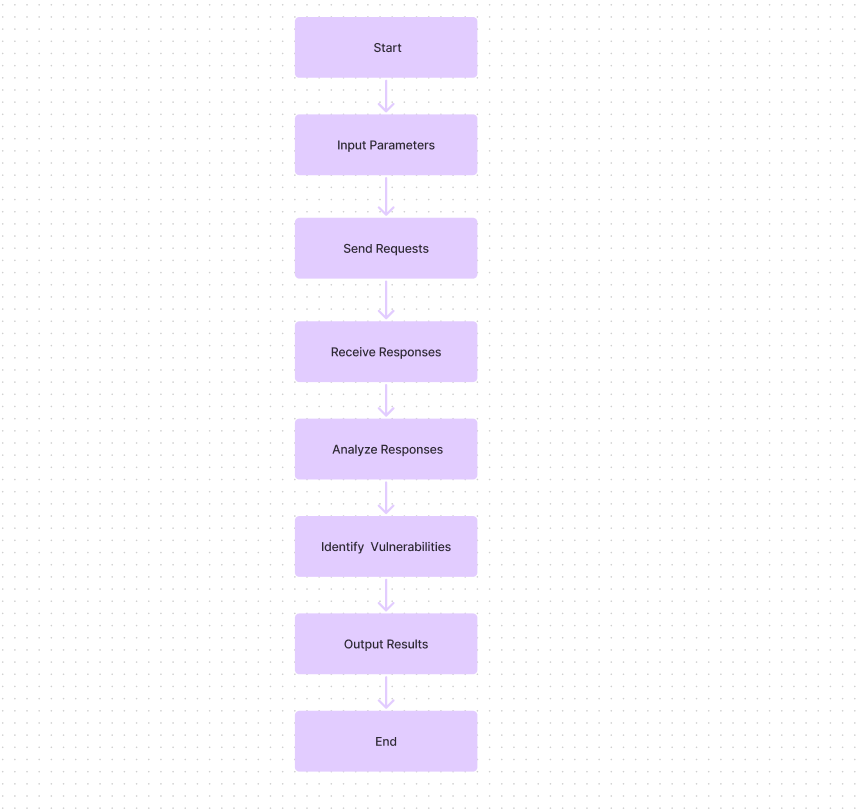 Start
Input Parameters
Send Requests
Receive Responses
Analyze Responses
Identify  Vulnerabilities
Output Results
End